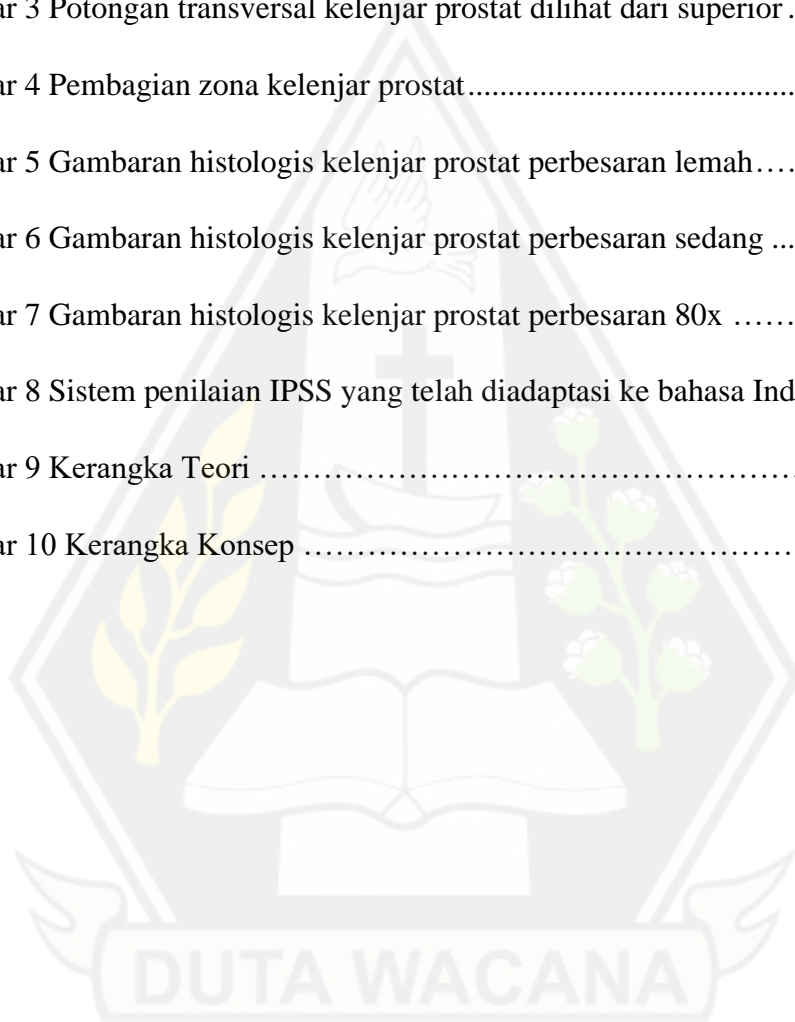 ar 3 Potongan transversal kelenjar prostat dilihat dari superior .
ar 4 Pembagian zona kelenjar prostat.......................................
ar 5 Gambaran histologis kelenjar prostat perbesaran lemah….
ar 6 Gambaran histologis kelenjar prostat perbesaran sedang ...
ar 7 Gambaran histologis kelenjar prostat perbesaran 80x ……
ar 8 Sistem penilaian IPSS yang telah diadaptasi ke bahasa Ind
ar 9 Kerangka Teori ……………………………………………….
ar 10 Kerangka Konsep ……………………………………………
DUTA WACANA